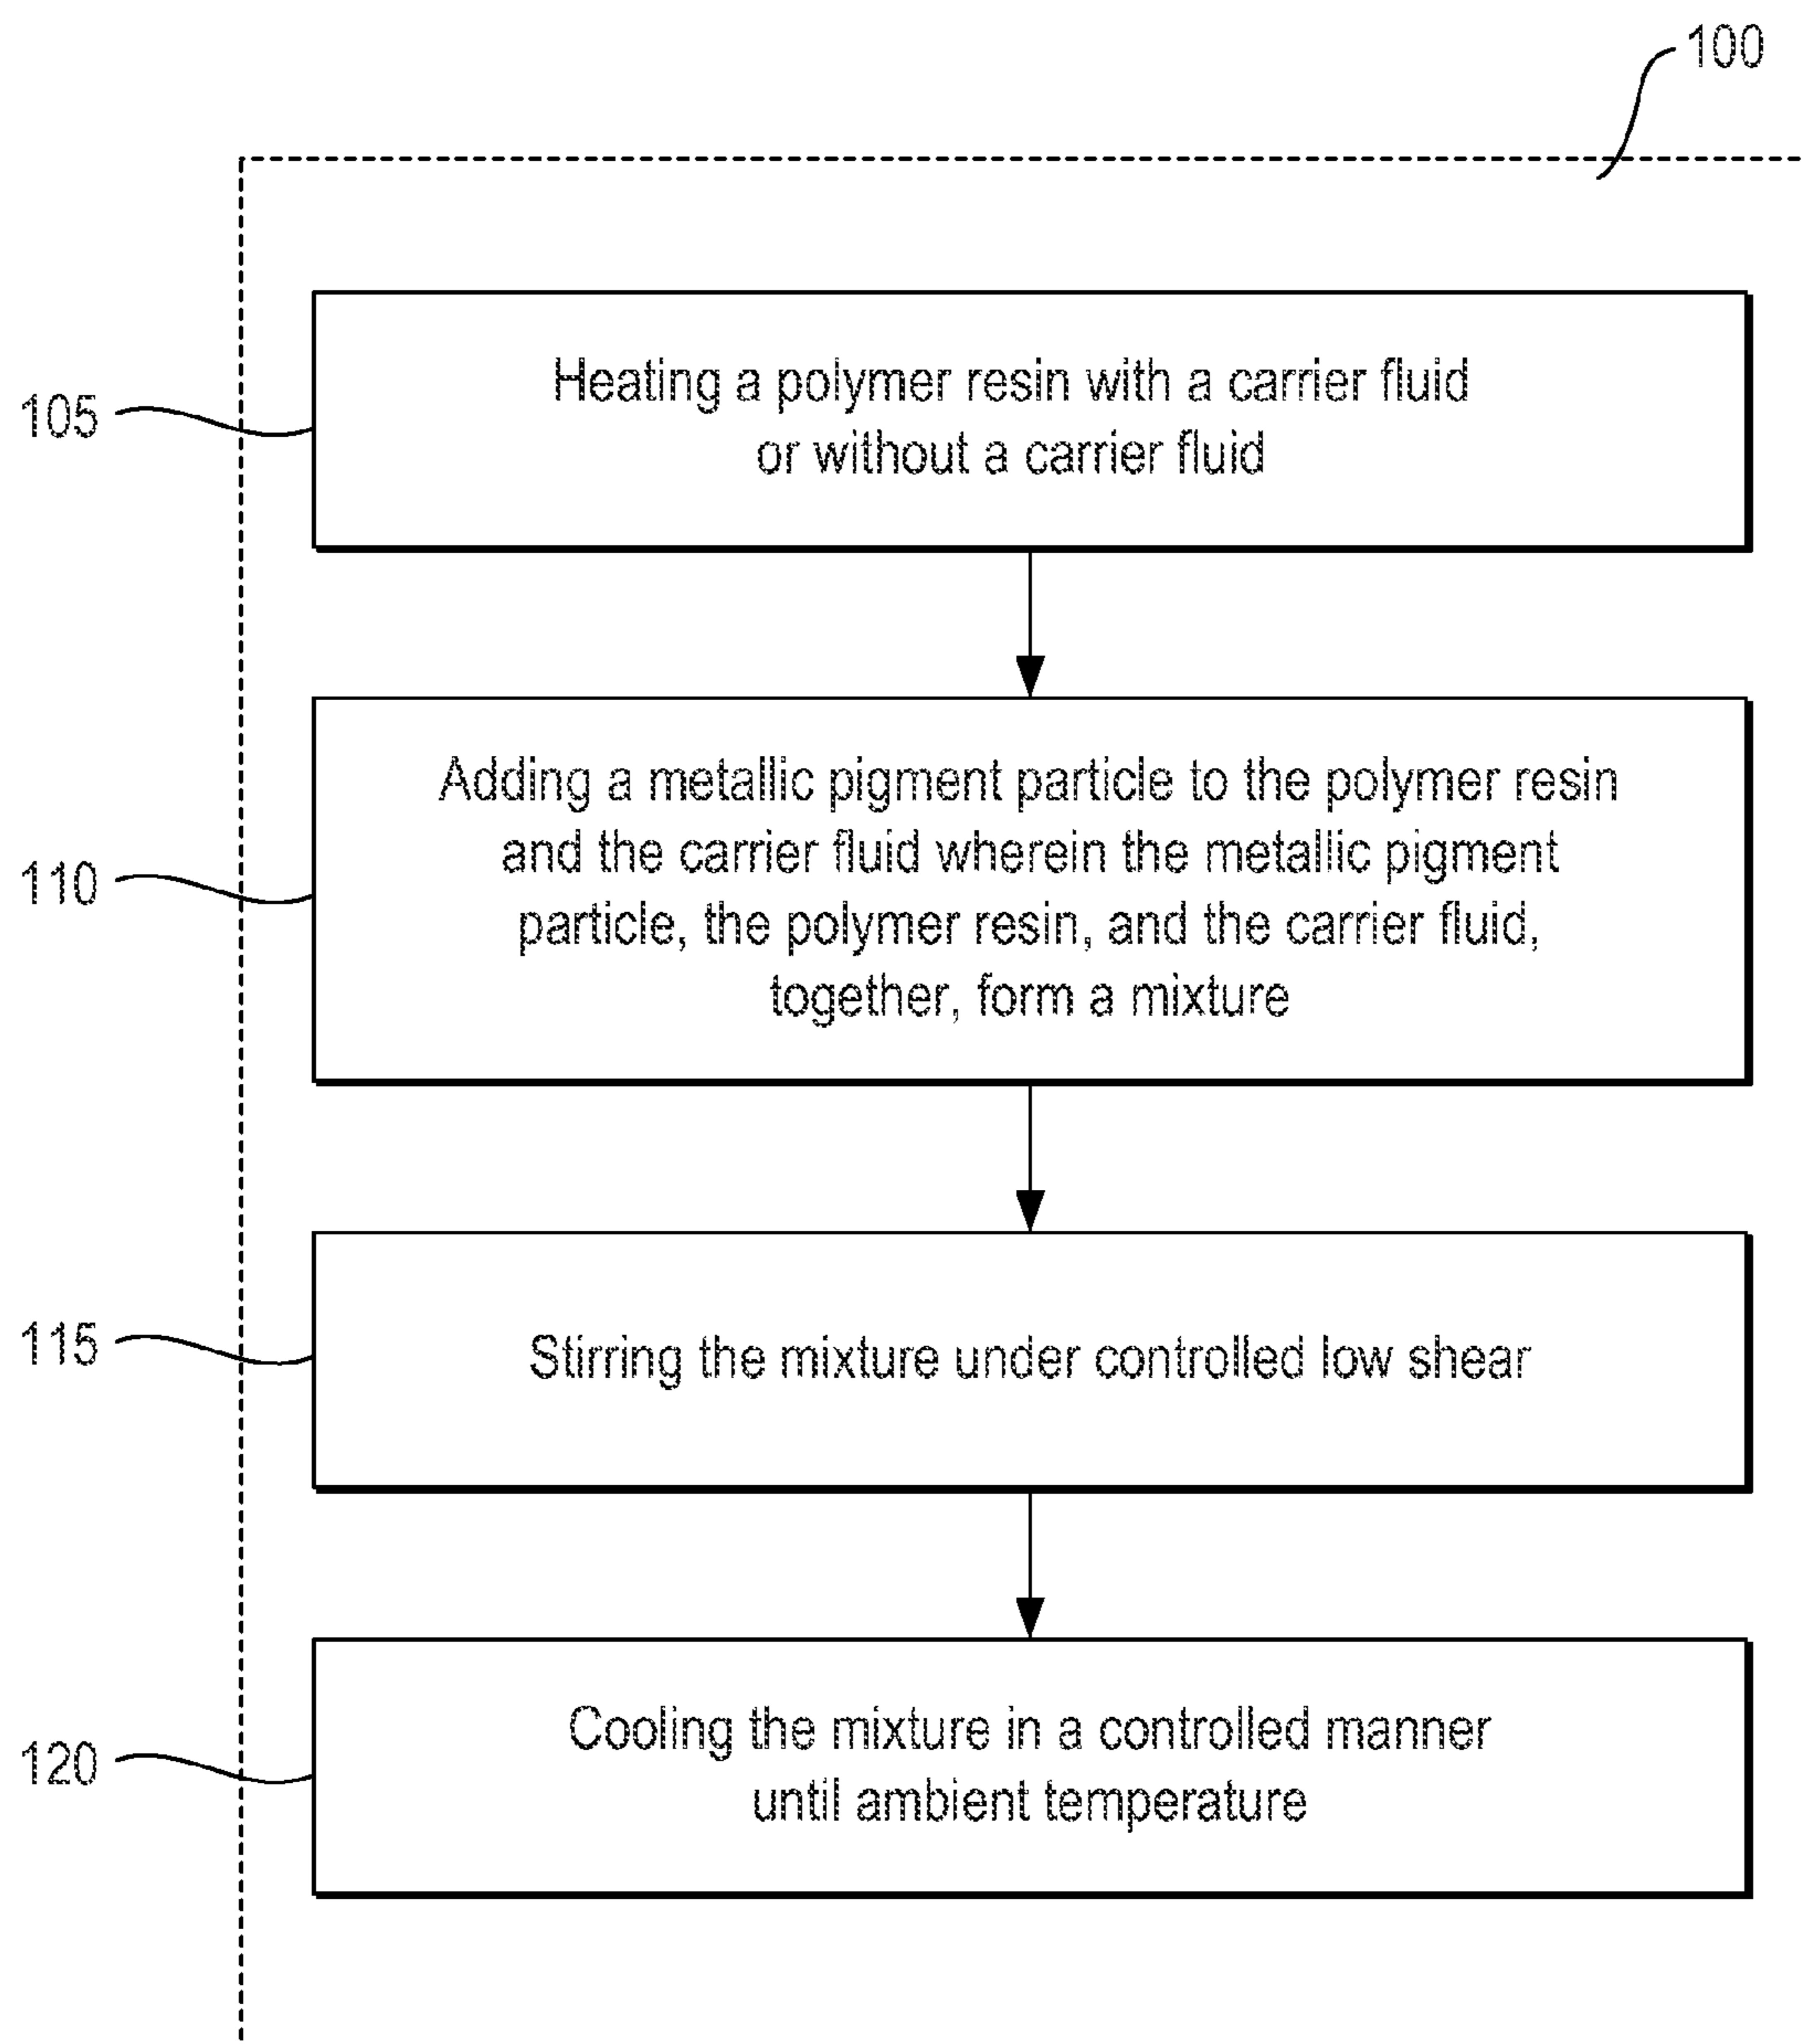 100
105
Heating a polymer resin with a carrier fluid
or without a carrier fluid
110
Adding a metallic pigment particle to the polymer resin
and the carrier fluid wherein the metallic pigment
particle, the polymer resin, and the carrier fluid,
together, form a mixture
115
Stirring the mixture under controlled low shear
120
Cooling the mixture in a controlled manner
until ambient temperature